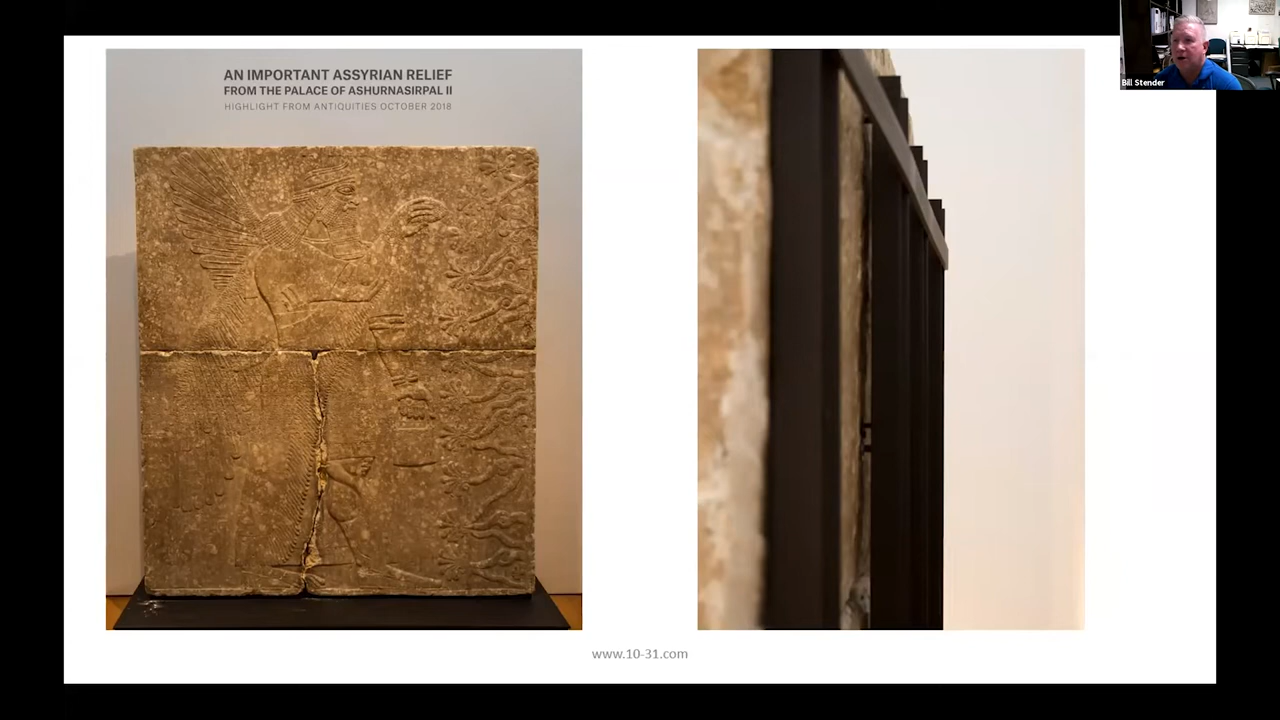 AN IMPORTANT ASSYRIAN RELIEF
FROM THE PALACE OF ASHURNASIRPAL II
HIGHLIGHT FROM ANTIQUITIES OCTOBER 2018
Bill Stender
www.10-31.com